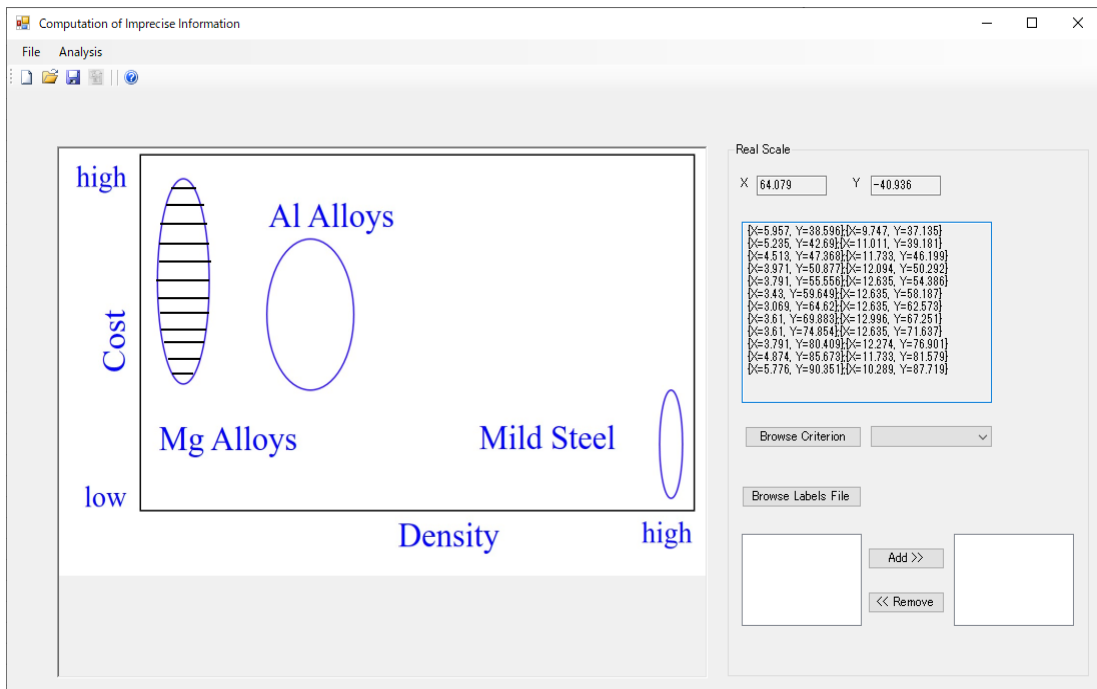 Computation of Imprecise Information
File Analysis
high
Al Alloys
Cost
Mg Alloys
Mild Steel
low
Density
high
Real Scale
X 64.079 Y -40.936
{X=5.957, Y=38.596};{X=9.747, Y=37.135}
{X=5.235, Y=42.69};{X=11.011, Y=39.181}
{X=4.513, Y=47.368};{X=11.733, Y=46.199}
{X=3.971, Y=50.877};{X=12.094, Y=50.292}
{X=3.791, Y=55.556};{X=12.635, Y=54.386}
{X=3.43, Y=59.649};{X=12.635, Y=58.187}
{X=3.069, Y=64.62};{X=12.635, Y=62.573}
{X=3.61, Y=69.883};{X=12.996, Y=67.251}
{X=3.61, Y=74.854};{X=12.635, Y=71.637}
{X=3.791, Y=80.409};{X=12.274, Y=76.901}
{X=4.874, Y=85.673};{X=11.733, Y=81.579}
{X=5.776, Y=90.351};{X=10.289, Y=87.719}
Browse Criterion
Browse Labels File
Add >>
<< Remove